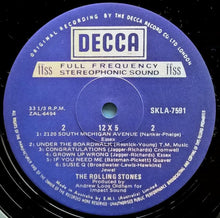 ORIGINAL RECORDING BY THE DECCA RECORD CO LTD LONDON
DECCA
ffss
FULL FREQUENCY
STEREOPHONIC SOUND
ffss
33 1/3 R.P.M.
ZAL-6494
SKLA-7591
2
12 X 5
2
1: 2120 SOUTH MICHIGAN AVENUE (Nanker-Phelge)
Essex
2: UNDER THE BOARDWALK (Resnick-Young) T.M. Music
3: CONGRATULATIONS (Jagger-Richards) Cromwell
4: GROWN UP WRONG (Jagger-Richards) Essex
5: IF YOU NEED ME (Bateman-Pickett)
6: SUSIE Q (Broadwater-Lewis-Hawkins)
Jewel
THE ROLLING STONES
Produced by
Andrew Loog Oldham for
Impact Sound